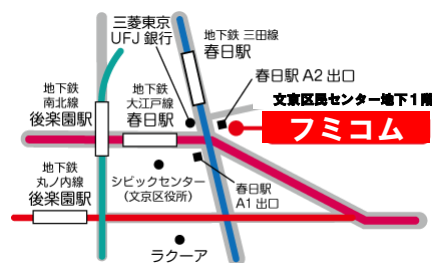 三菱東京
UFJ 銀行
地下鉄 三田線
春日駅
地下鉄
南北線
後楽園駅
地下鉄
大江戸線
春日駅
春日駅 A2 出口
文京区民センター地下1階
フミコム
地下鉄
丸ノ内線
後楽園駅
シビックセンター
(文京区役所)
春日駅
A1 出口
ラクーア